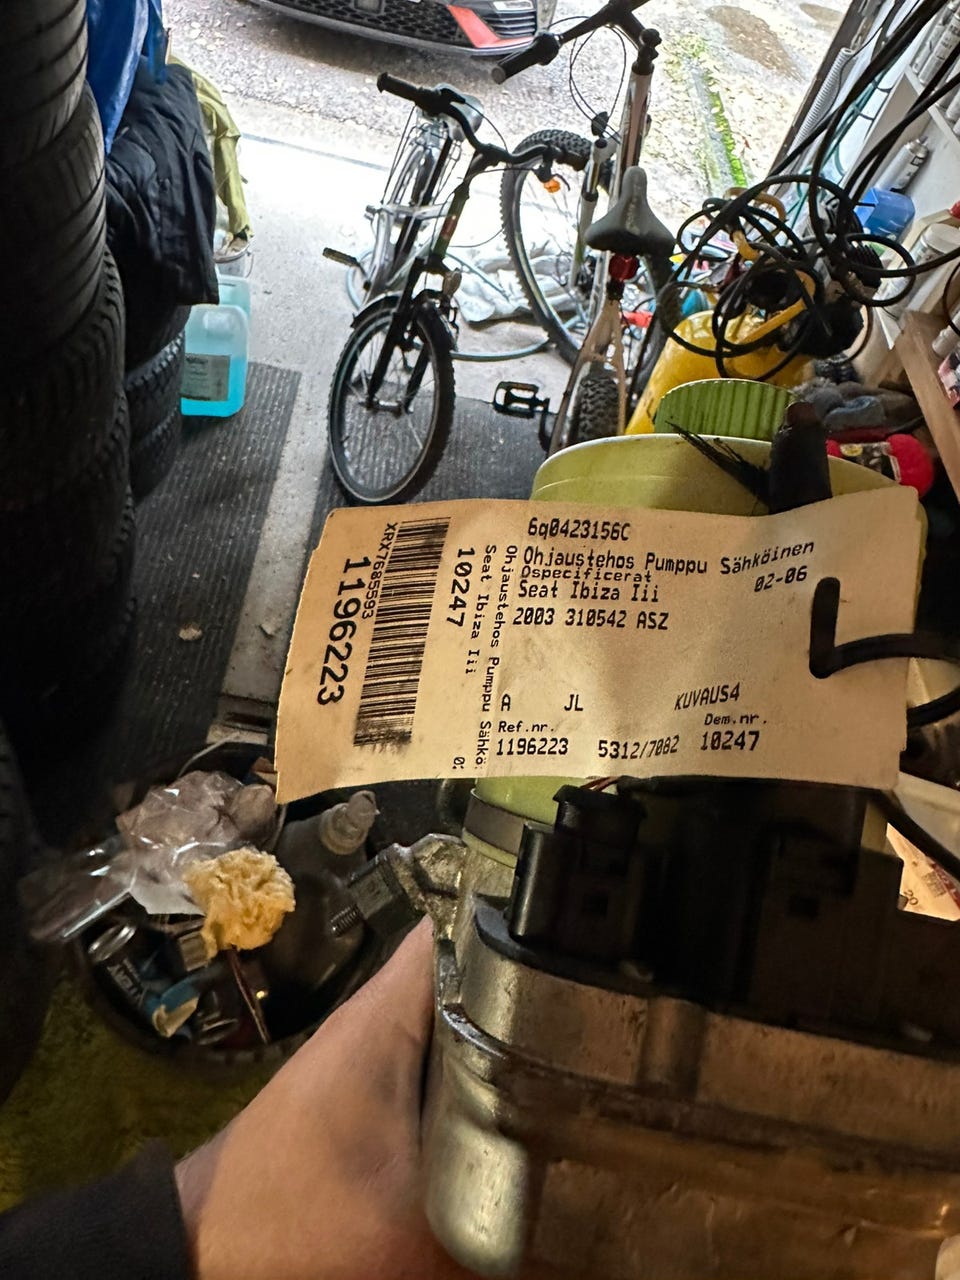 6q0423156C
Ohjaustehos Pumppu Sähköinen
Ospecificerat
02-06
Seat Ibiza Iii
2003 310542 ASZ
A JL KUVAUS4
Ref.nr. Dem.nr.
1196223 5312/7082 10247
Ohjaustehos Pumppu Sähkö
Seat Ibiza Iii
10247
XRX7685593
1196223